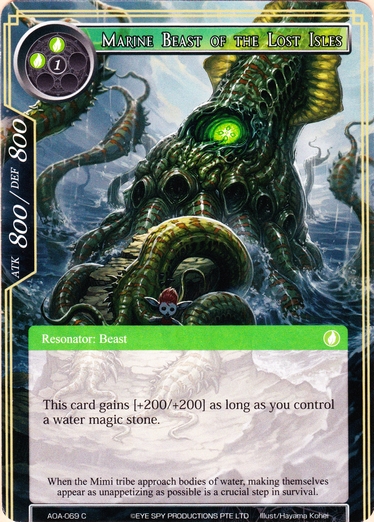 Marine Beast of the Lost Isles
1
ATK 800 / DEF 800
Resonator: Beast
This card gains [+200/+200] as long as you control
a water magic stone.
When the Mimi tribe approach bodies of water, making themselves
appear as unappetizing as possible is a crucial step in survival.
AOA-069 C ©EYE SPY PRODUCTIONS PTE LTD Illust/Hayama Kohei